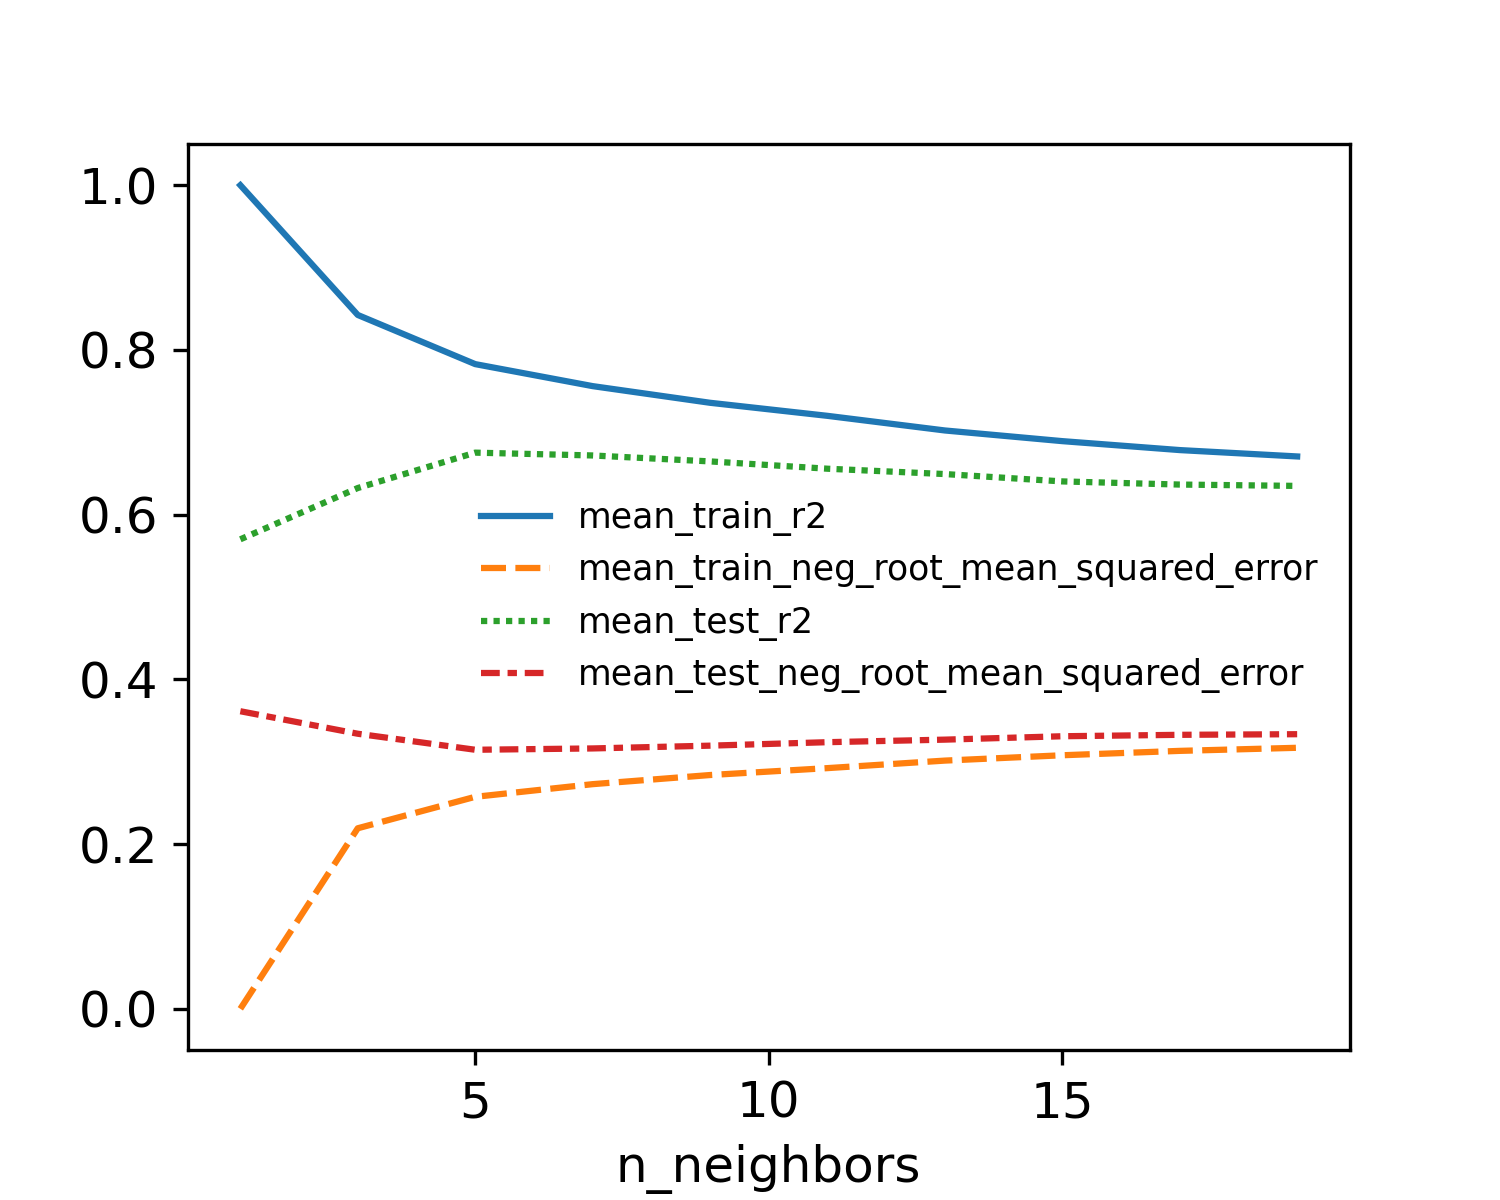 1.0
0.8
0.6
0.4
0.2
0.0
mean_train_r2
mean_train_neg_root_mean_squared_error
mean_test_r2
mean_test_neg_root_mean_squared_error
5 10 15
n_neighbors